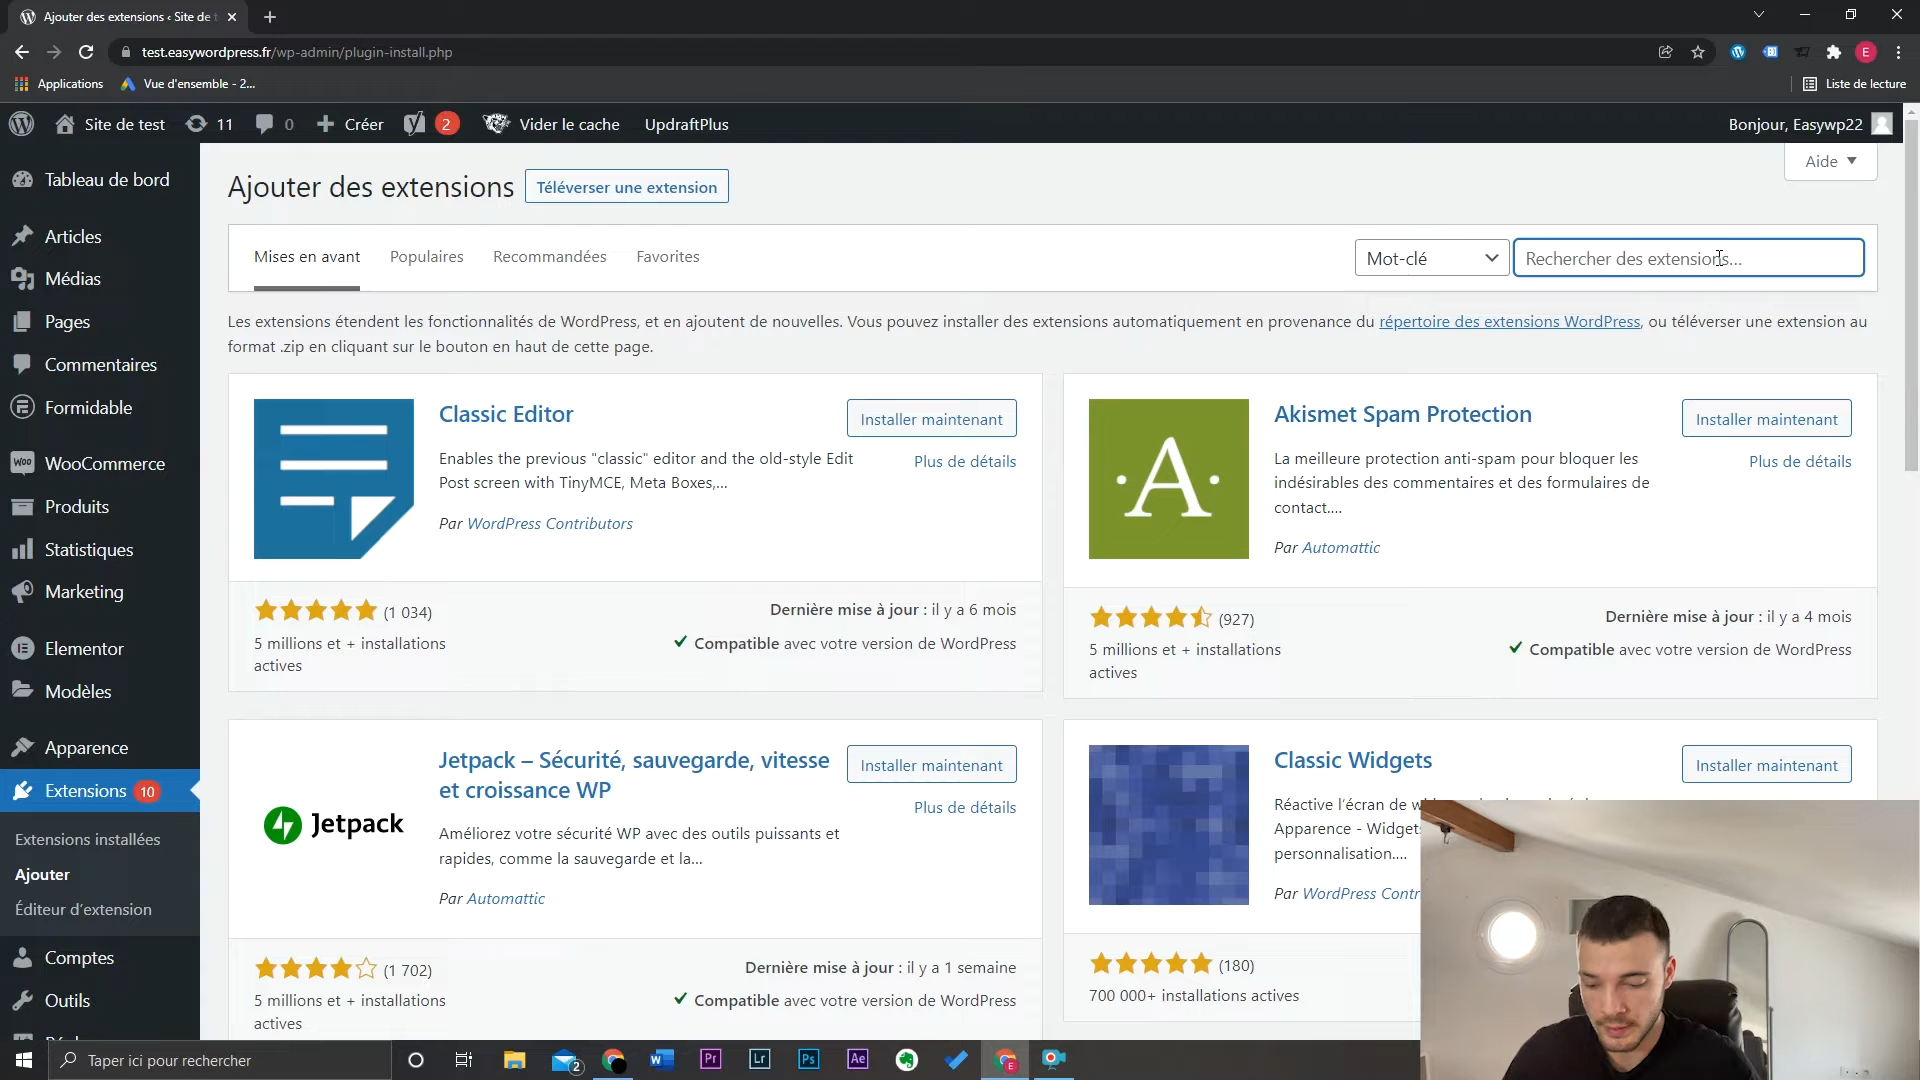 Ajouter des extensions ‹ Site de t
test.easywordpress.fr/wp-admin/plugin-install.php
E
Applications
Vue d'ensemble - 2...
Liste de lecture
Site de test
11
0
Créer
2
Vider le cache
UpdraftPlus
Bonjour, Easywp22
Aide
Tableau de bord
Articles
Médias
Pages
Commentaires
Formidable
WooCommerce
Produits
Statistiques
Marketing
Elementor
Modèles
Apparence
Extensions 10
Extensions installées
Ajouter
Éditeur d'extension
Comptes
Outils
Ajouter des extensions
Téléverser une extension
Mises en avant
Populaires
Recommandées
Favorites
Mot-clé
Rechercher des extensions...
Les extensions étendent les fonctionnalités de WordPress, et en ajoutent de nouvelles. Vous pouvez installer des extensions automatiquement en provenance du répertoire des extensions WordPress, ou téléverser une extension au
format .zip en cliquant sur le bouton en haut de cette page.
Classic Editor
Installer maintenant
Plus de détails
Enables the previous "classic" editor and the old-style Edit
Post screen with TinyMCE, Meta Boxes,...
Par WordPress Contributors
(1 034)
5 millions et + installations
actives
Dernière mise à jour : il y a 6 mois
Compatible avec votre version de WordPress
A
Akismet Spam Protection
Installer maintenant
Plus de détails
La meilleure protection anti-spam pour bloquer les
indésirables des commentaires et des formulaires de
contact....
Par Automattic
(927)
5 millions et + installations
actives
Dernière mise à jour : il y a 4 mois
Compatible avec votre version de WordPress
Jetpack
Jetpack – Sécurité, sauvegarde, vitesse
et croissance WP
Installer maintenant
Plus de détails
Améliorez votre sécurité WP avec des outils puissants et
rapides, comme la sauvegarde et la...
Par Automattic
(1 702)
5 millions et + installations
actives
Dernière mise à jour : il y a 1 semaine
Compatible avec votre version de WordPress
Classic Widgets
Installer maintenant
Réactive l'écran de
Apparence - Widget
personnalisation....
Par WordPress Contr
(180)
700 000+ installations actives
Taper ici pour rechercher
2
Pr
Lr
Ps
Ae